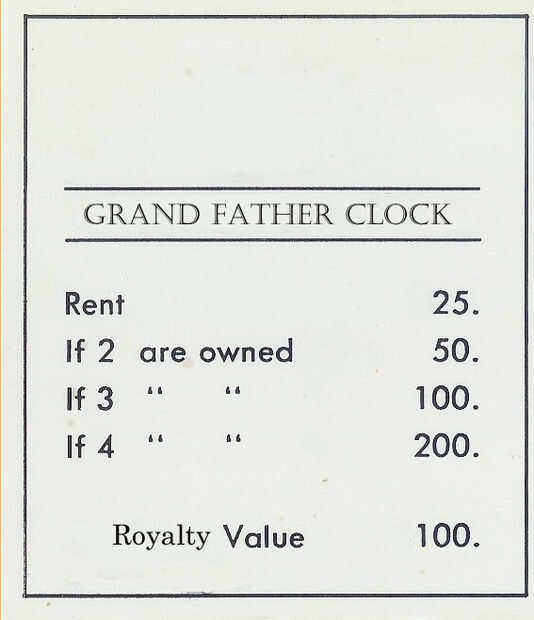 GRAND FATHER CLOCK
Rent 25.
If 2 are owned 50.
If 3 “ “ 100.
If 4 “ “ 200.
Royalty Value 100.